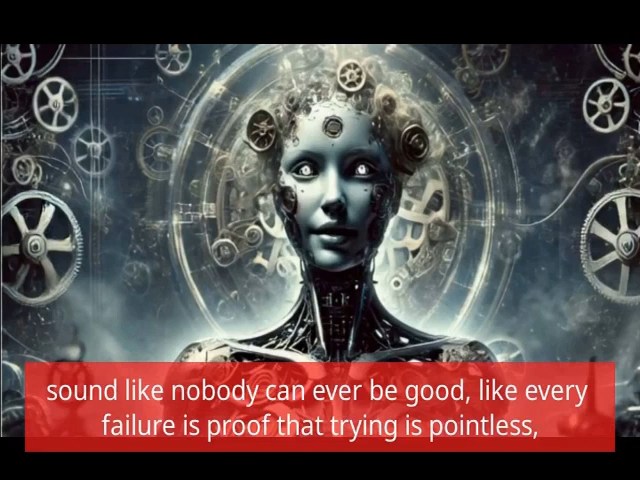 sound like nobody can ever be good, like every
failure is proof that trying is pointless,